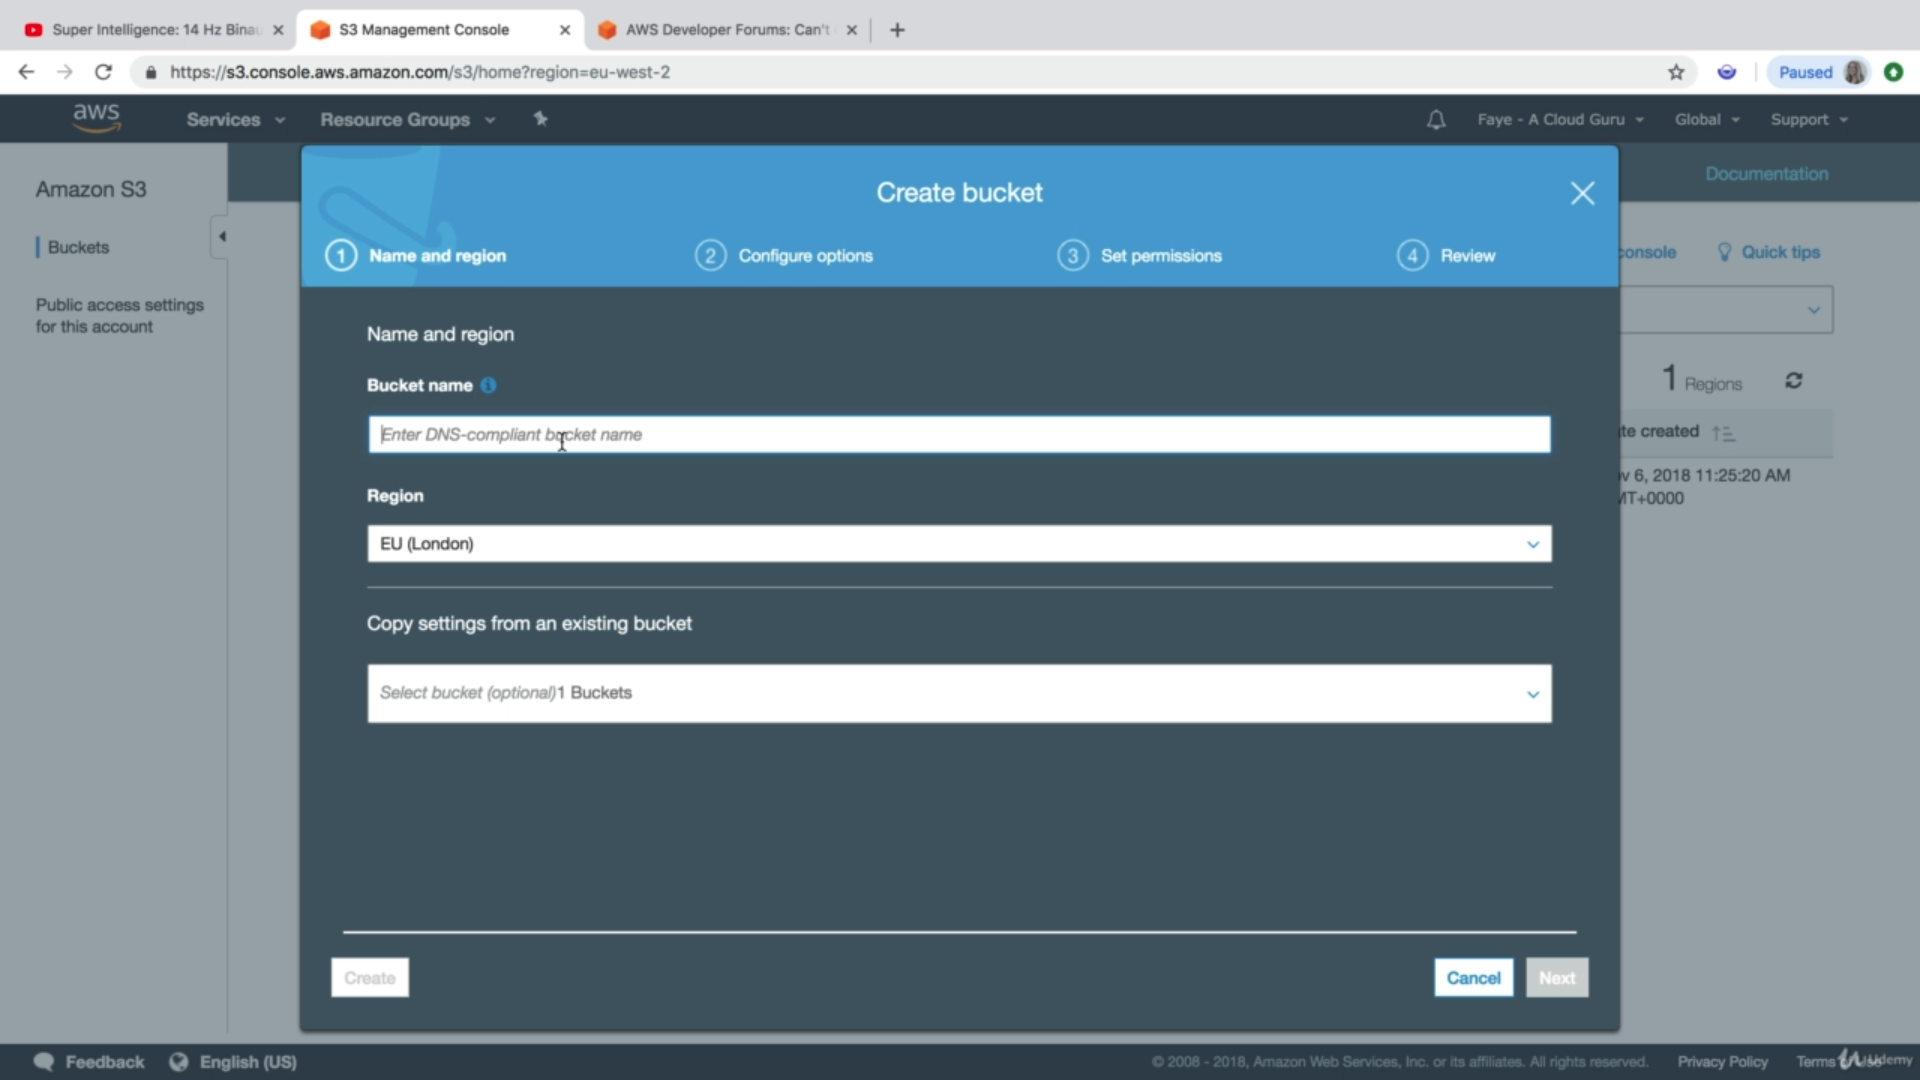 Super Intelligence: 14 Hz Binau
S3 Management Console
AWS Developer Forums: Can't
https://s3.console.aws.amazon.com/s3/home?region=eu-west-2
Paused
aws
Services
Resource Groups
Faye - A Cloud Guru
Global
Support
Amazon S3
Buckets
Public access settings
for this account
Documentation
console
Quick tips
1 Regions
te created
v 6, 2018 11:25:20 AM
MT+0000
Create bucket
1 Name and region
2 Configure options
3 Set permissions
4 Review
Name and region
Bucket name
Enter DNS-compliant bucket name
Region
EU (London)
Copy settings from an existing bucket
Select bucket (optional)1 Buckets
Create
Cancel
Next
Feedback
English (US)
© 2008 - 2018, Amazon Web Services, Inc. or its affiliates. All rights reserved.
Privacy Policy
Terms
Udemy